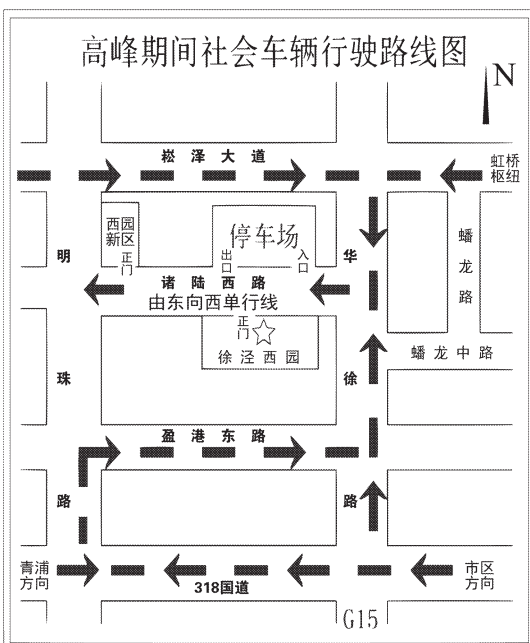 高峰期间社会车辆行驶路线图
N
崧泽大道
虹桥
枢纽
西园
新区
正门
停车场
出口
入口
明珠路
华徐路
蟠龙路
诸陆西路
由东向西单行线
正门
徐泾西园
蟠龙中路
盈港东路
青浦
方向
318国道
市区
方向
G15